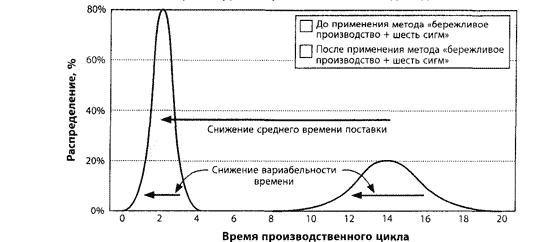 80%
До применения метода «бережливое
производство + шесть сигм»
После применения метода «бережливое
производство + шесть сигм»
60%
Распределение, %
40%
Снижение среднего времени поставки
20%
Снижение вариабельности
времени
0%
0 2 4 6 8 10 12 14 16 18 20
Время производственного цикла